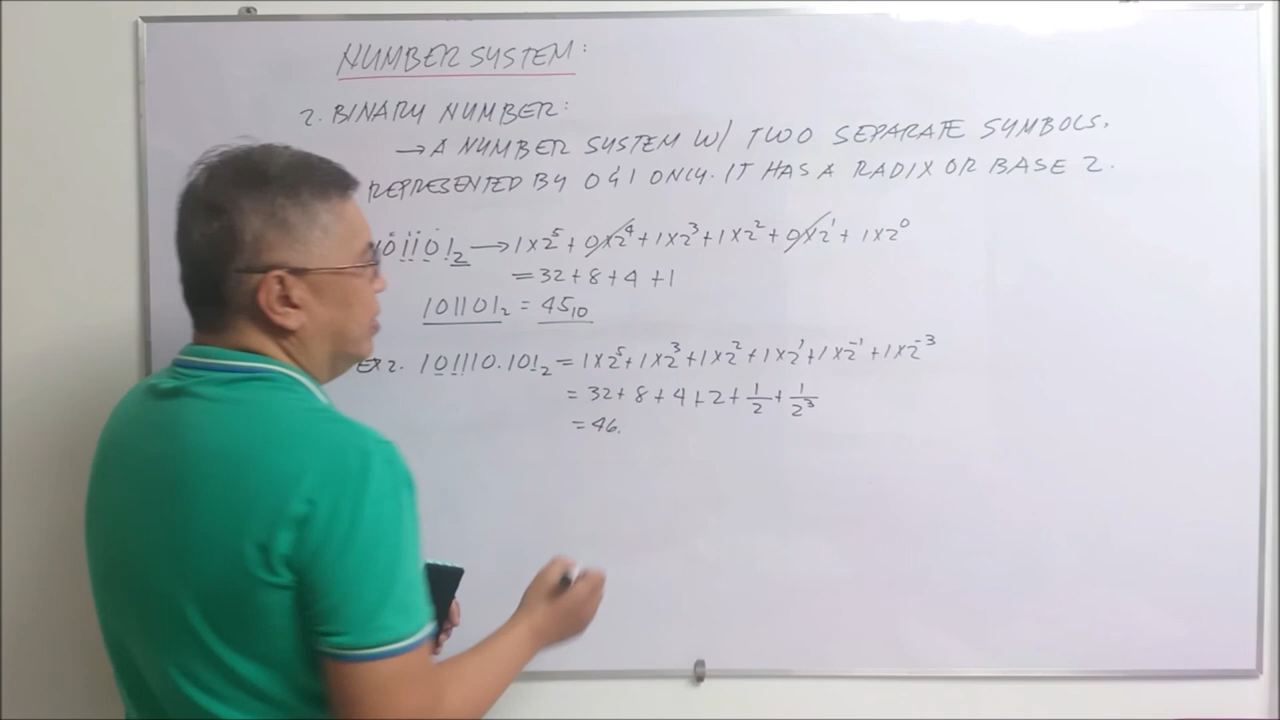 NUMBER SYSTEM:
2. BINARY NUMBER:
→ A NUMBER SYSTEM W/ TWO SEPARATE SYMBOLS.
REPRESENTED BY 0 & 1 ONLY. IT HAS A RADIX OR BASE 2.
01101₂ → 1x2⁵ + 0x2⁴ + 1x2³ + 1x2² + 0x2¹ + 1x2⁰
= 32 + 8 + 4 + 1
101101₂ = 45₁₀
EX 2. 101110.101₂ = 1x2⁵ + 1x2³ + 1x2² + 1x2¹ + 1x2⁻¹ + 1x2⁻³
= 32 + 8 + 4 + 2 + 1/2 + 1/2³
= 46.